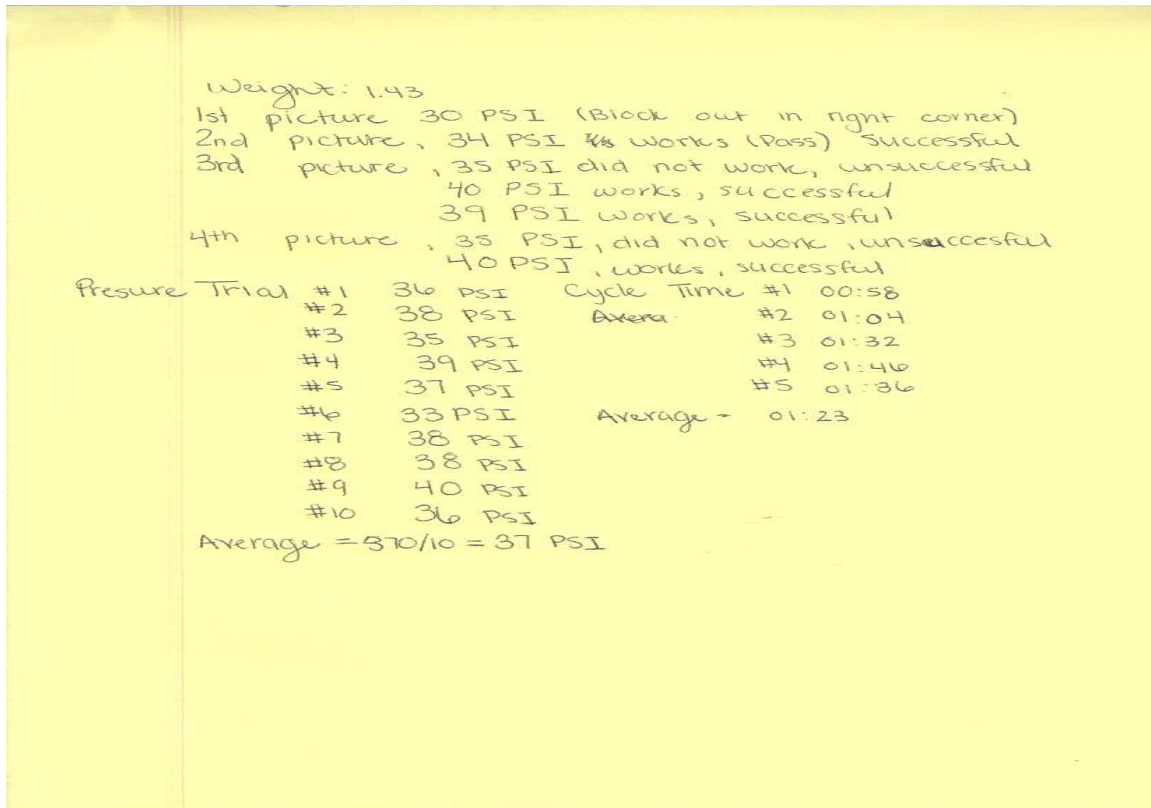 Weight: 1.43
1st picture 30 PSI (Block out in right corner)
2nd picture, 34 PSI works (Pass) successful
3rd picture, 35 PSI did not work, unsuccessful
40 PSI works, successful
39 PSI works, successful
4th picture, 35 PSI, did not work, unsuccesful
40 PSI, works, successful
Presure Trial #1 36 PSI Cycle Time #1 00:58
#2 38 PSI Avera. #2 01:04
#3 35 PSI #3 01:32
#4 39 PSI #4 01:46
#5 37 PSI #5 01:36
#6 33 PSI Average - 01:23
#7 38 PSI
#8 38 PSI
#9 40 PSI
#10 36 PSI
Average = 370/10 = 37 PSI